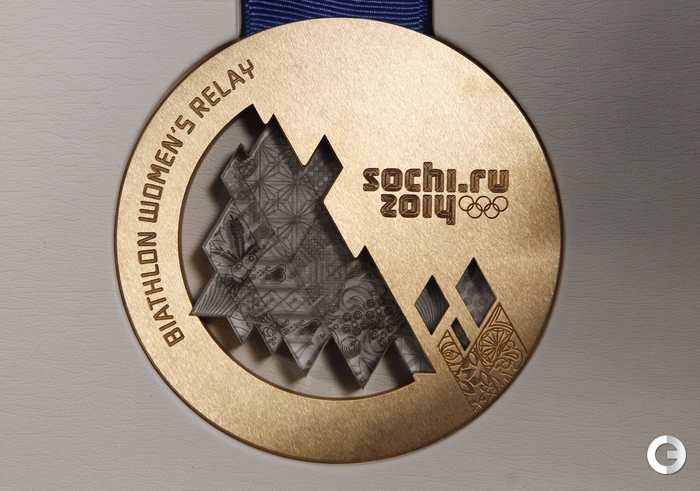 BIATHLON WOMEN'S RELAY
sochi.ru
2014